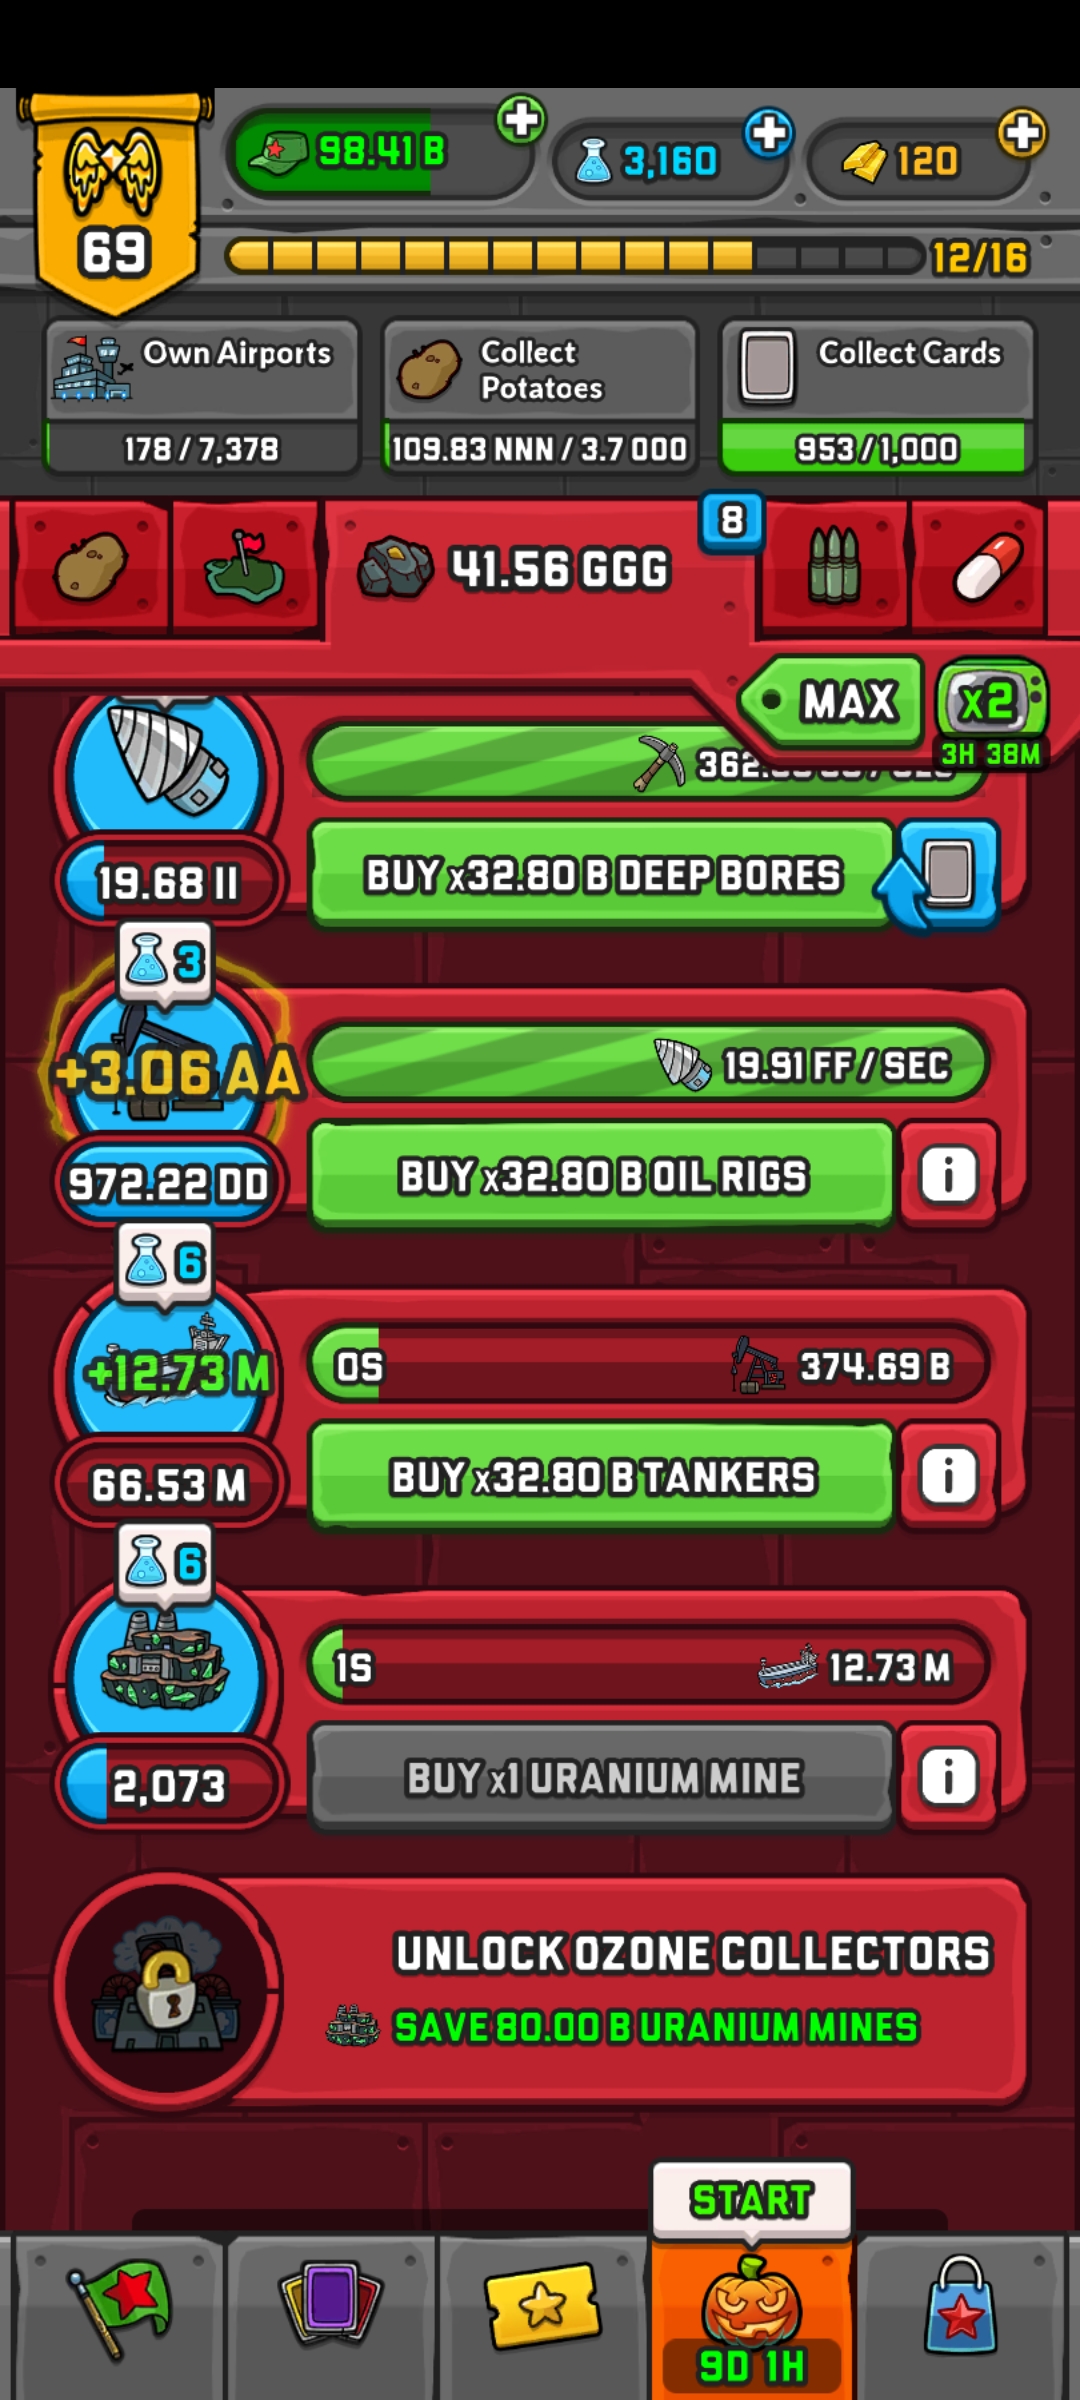 98.41 B
3,160
120
69
12/16
Own Airports
178 / 7,378
Collect
Potatoes
109.83 NNN / 3.7 OOO
Collect Cards
953 / 1,000
8
41.56 GGG
MAX
x2
3H 38M
362.
19.68 II
BUY x32.80 B DEEP BORES
3
+3.06 AA
19.91 FF / SEC
972.22 DD
BUY x32.80 B OIL RIGS
6
+12.73 M
0S
374.69 B
66.53 M
BUY x32.80 B TANKERS
6
1S
12.73 M
2,073
BUY x1 URANIUM MINE
UNLOCK OZONE COLLECTORS
SAVE 80.00 B URANIUM MINES
START
9D 1H